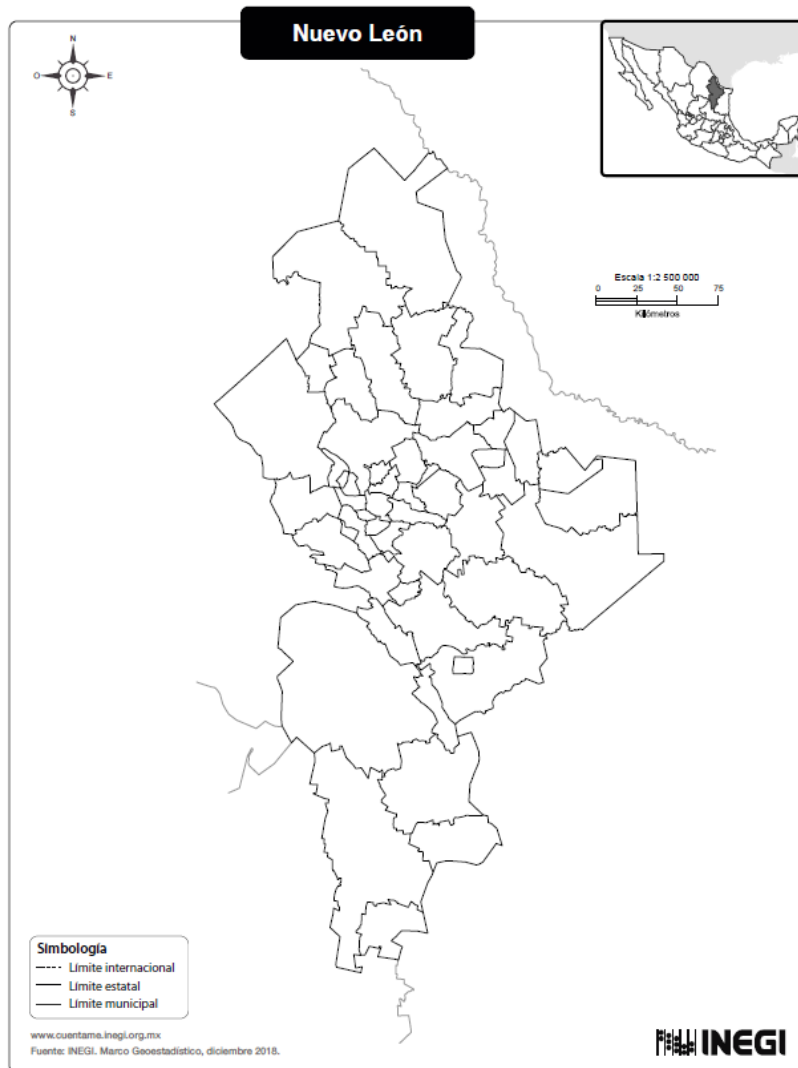 Nuevo León
N
O
E
S
Escala 1:2 500 000
0 25 50 75
Kilómetros
Simbología
Límite internacional
Límite estatal
Límite municipal
www.cuentame.inegi.org.mx
Fuente: INEGI. Marco Geoestadístico, diciembre 2018.
INEGI